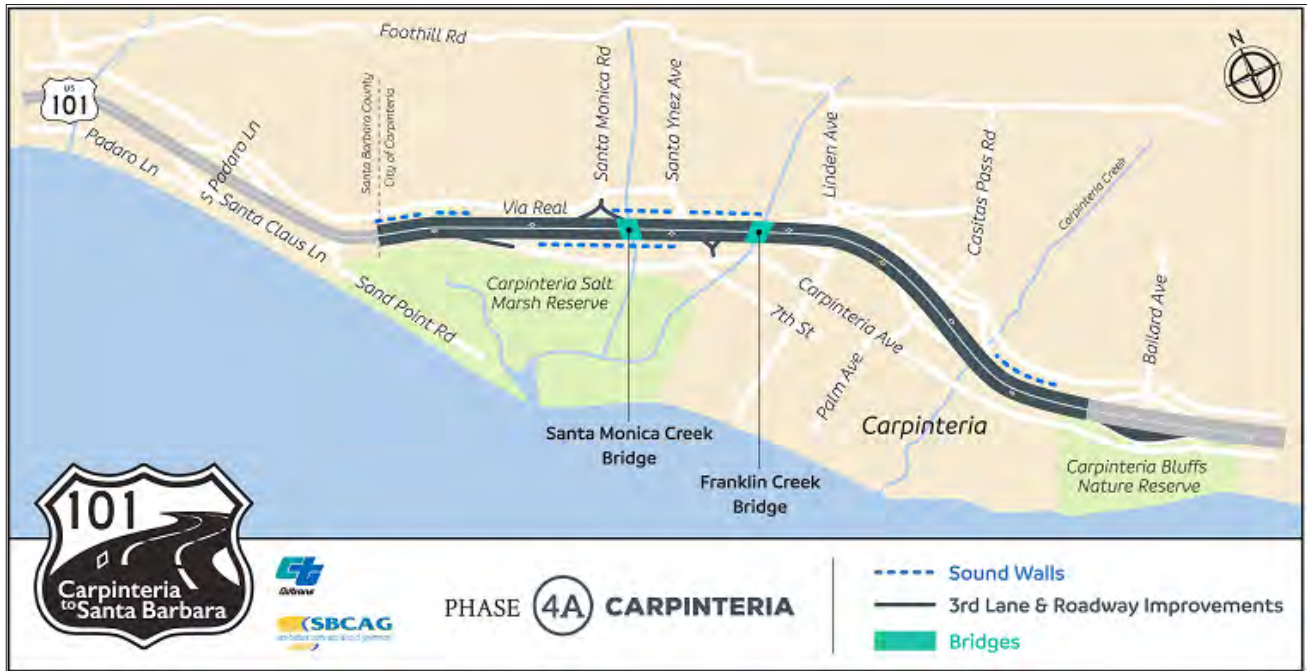 Foothill Rd
N
US
101
Santa Monica Rd
Santa Ynez Ave
Santa Barbara County
City of Carpinteria
Padaro Ln
S Padaro Ln
Linden Ave
Casitas Pass Rd
Carpinteria Creek
Santa Claus Ln
Via Real
Sand Point Rd
Carpinteria Salt
Marsh Reserve
7th St
Carpinteria Ave
Palm Ave
Bailard Ave
Carpinteria
Santa Monica Creek
Bridge
Franklin Creek
Bridge
Carpinteria Bluffs
Nature Reserve
101
Carpinteria
to Santa Barbara
Caltrans
SBCAG
PHASE 4A CARPINTERIA
Sound Walls
3rd Lane & Roadway Improvements
Bridges